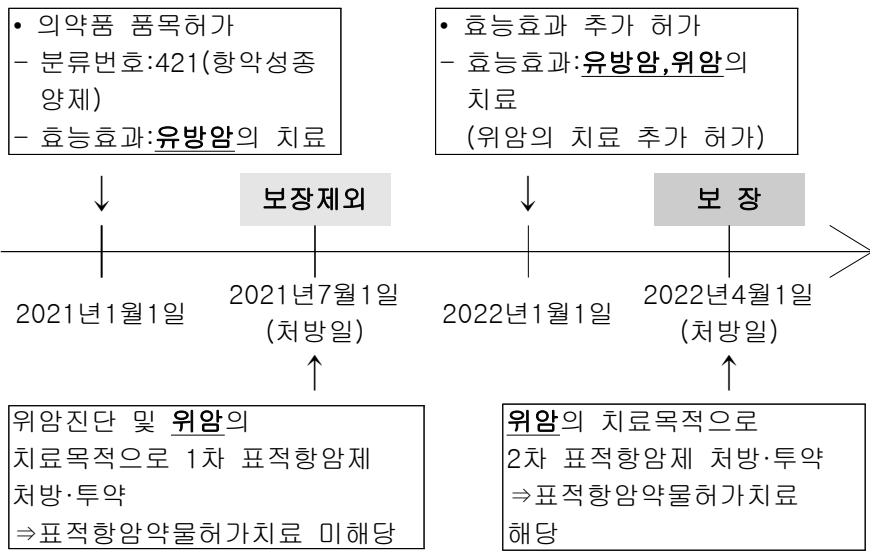 • 의약품 품목허가
- 분류번호:421(항악성종
양제)
- 효능효과:유방암의 치료
• 효능효과 추가 허가
- 효능효과:유방암,위암의
치료
(위암의 치료 추가 허가)
보장제외
보 장
2021년1월1일
2021년7월1일
(처방일)
2022년1월1일
2022년4월1일
(처방일)
위암진단 및 위암의
치료목적으로 1차 표적항암제
처방·투약
⇒표적항암약물허가치료 미해당
위암의 치료목적으로
2차 표적항암제 처방·투약
⇒표적항암약물허가치료
해당